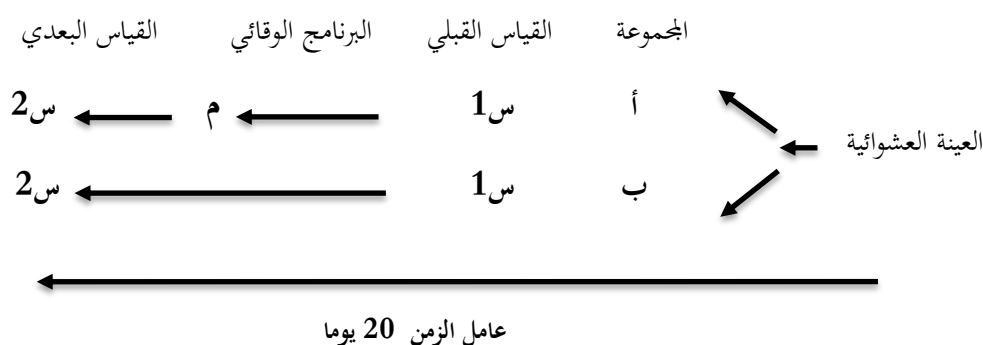 المجموعة القياس القبلي البرنامج الوقائي القياس البعدي
أ س1 م س2
العينة العشوائية
ب س1 س2
عامل الزمن 20 يوما